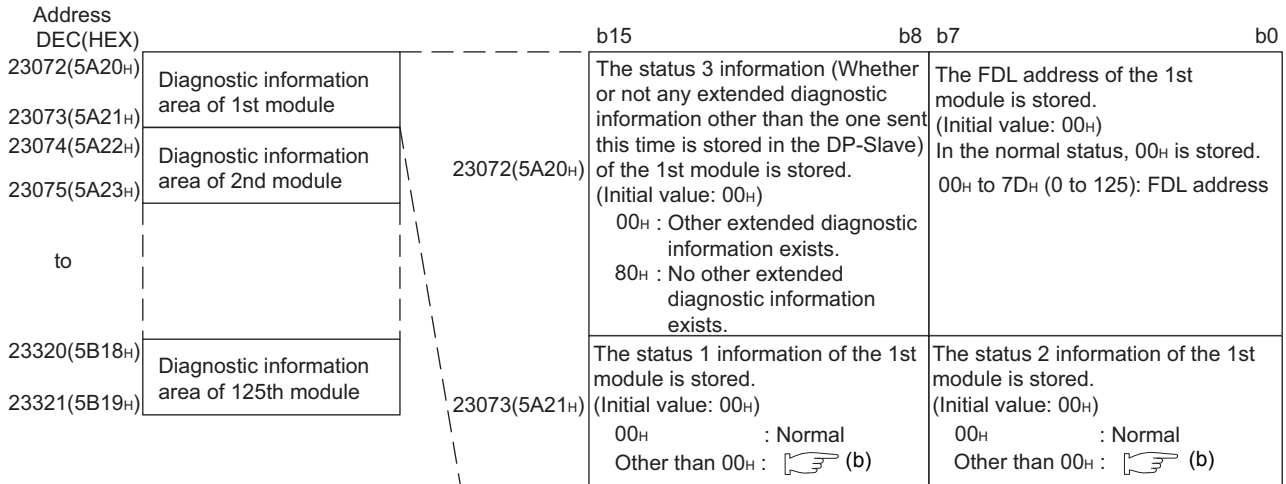 Address
DEC(HEX)
23072(5A20H)
Diagnostic information
area of 1st module
23073(5A21H)
23074(5A22H)
Diagnostic information
area of 2nd module
23075(5A23H)
to
23320(5B18H)
Diagnostic information
area of 125th module
23321(5B19H)
b15 b8 b7 b0
23072(5A20H)
The status 3 information (Whether
or not any extended diagnostic
information other than the one sent
this time is stored in the DP-Slave)
of the 1st module is stored.
(Initial value: 00H)
00H : Other extended diagnostic
information exists.
80H : No other extended
diagnostic information
exists.
The FDL address of the 1st
module is stored.
(Initial value: 00H)
In the normal status, 00H is stored.
00H to 7DH (0 to 125): FDL address
23073(5A21H)
The status 1 information of the 1st
module is stored.
(Initial value: 00H)
00H : Normal
Other than 00H : (b)
The status 2 information of the 1st
module is stored.
(Initial value: 00H)
00H : Normal
Other than 00H : (b)